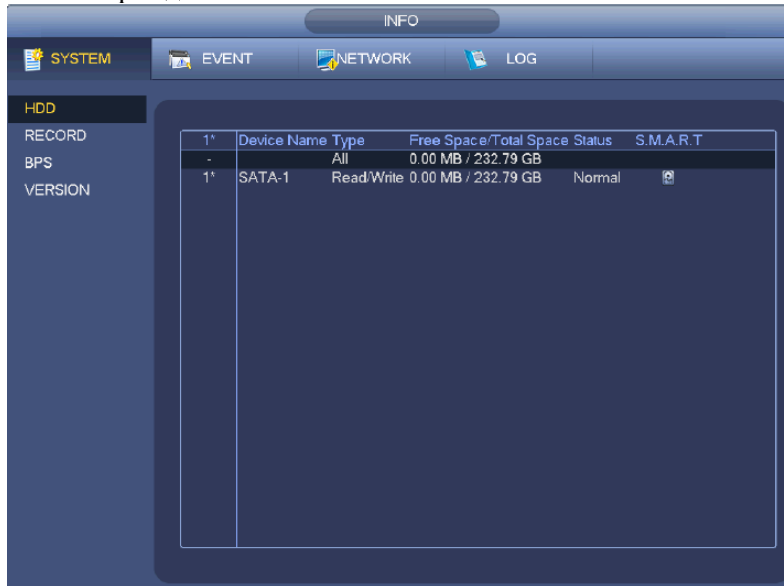 INFO
SYSTEM EVENT NETWORK LOG
HDD
RECORD
BPS
VERSION
1* Device Name Type Free Space/Total Space Status S.M.A.R.T
- All 0.00 MB / 232.79 GB
1* SATA-1 Read/Write 0.00 MB / 232.79 GB Normal